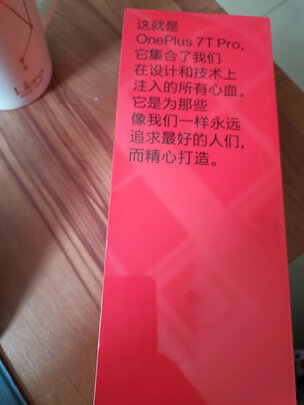 这就是
OnePlus 7T Pro,
它集合了我们
在设计和技术上
注入的所有心血。
它是为那些
像我们一样永远
追求最好的人们,
而精心打造。